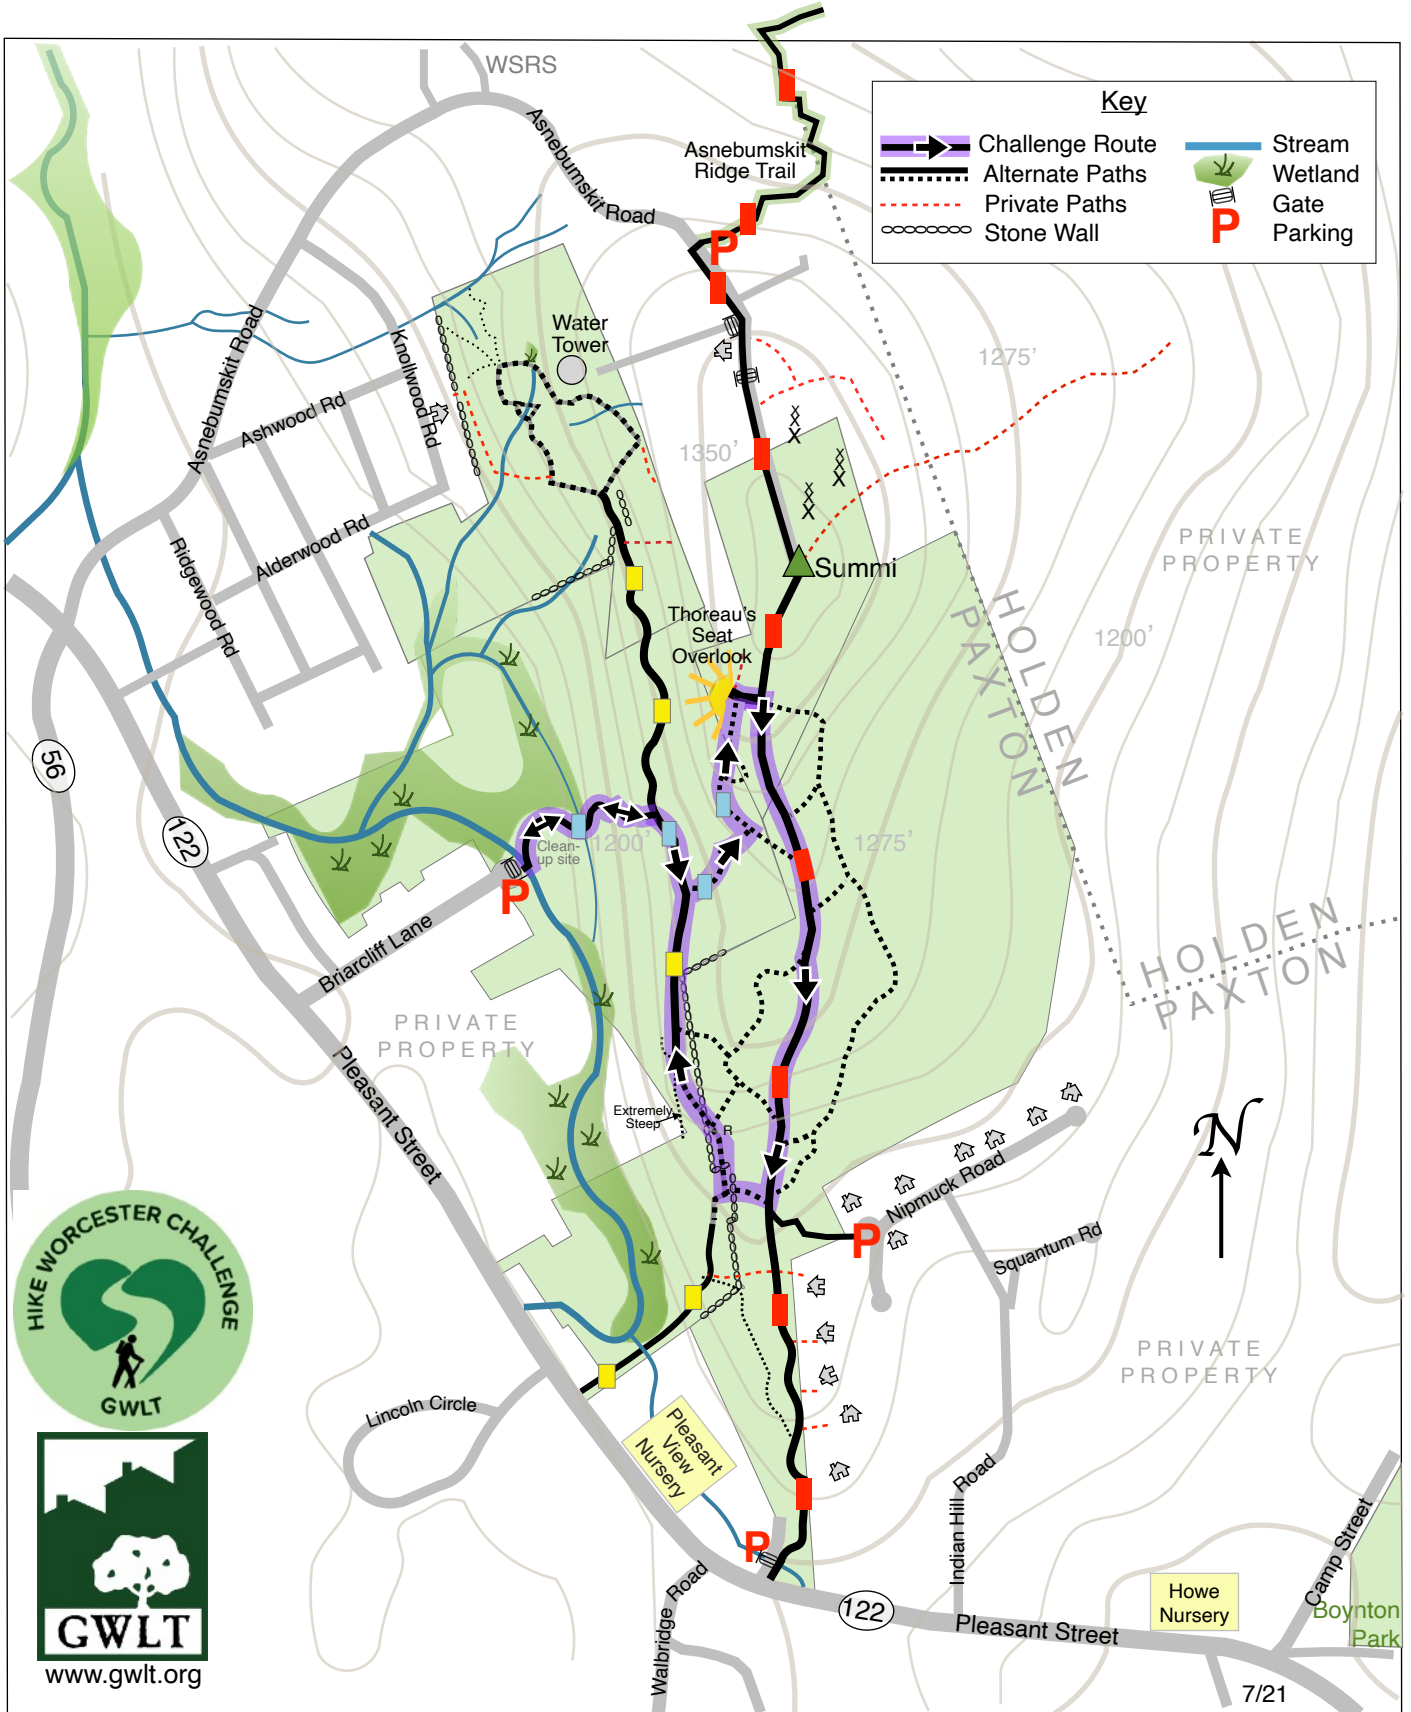 WSRS
Asnebumskit Road
Asnebumskit
Ridge Trail
Key
Challenge Route
Alternate Paths
Private Paths
Stone Wall
Stream
Wetland
Gate
P
Parking
P
Water
Tower
Asnebumskit Road
Knollwood Rd
Ashwood Rd
1275'
1350'
Alderwood Rd
Ridgewood Rd
PRIVATE
PROPERTY
Summi
HOLDEN
PAXTON
Thoreau's
Seat
Overlook
1200'
56
122
Clean-
up site
1200'
1275'
P
Briarcliff Lane
HOLDEN
PAXTON
PRIVATE
PROPERTY
Pleasant Street
Extremely
Steep
R
Nipmuck Road
N
P
Squantum Rd
HIKE WORCESTER CHALLENGE
GWLT
PRIVATE
PROPERTY
Lincoln Circle
Pleasant
View
Nursery
Indian Hill Road
Camp Street
P
Walbridge Road
122
Pleasant Street
Howe
Nursery
Boynton
Park
GWLT
www.gwlt.org
7/21